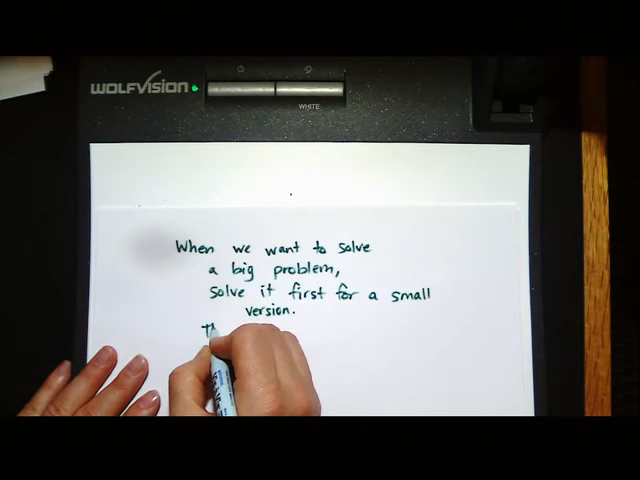 WOLFVISION
WHITE
When we want to solve
a big problem,
solve it first for a small
version.